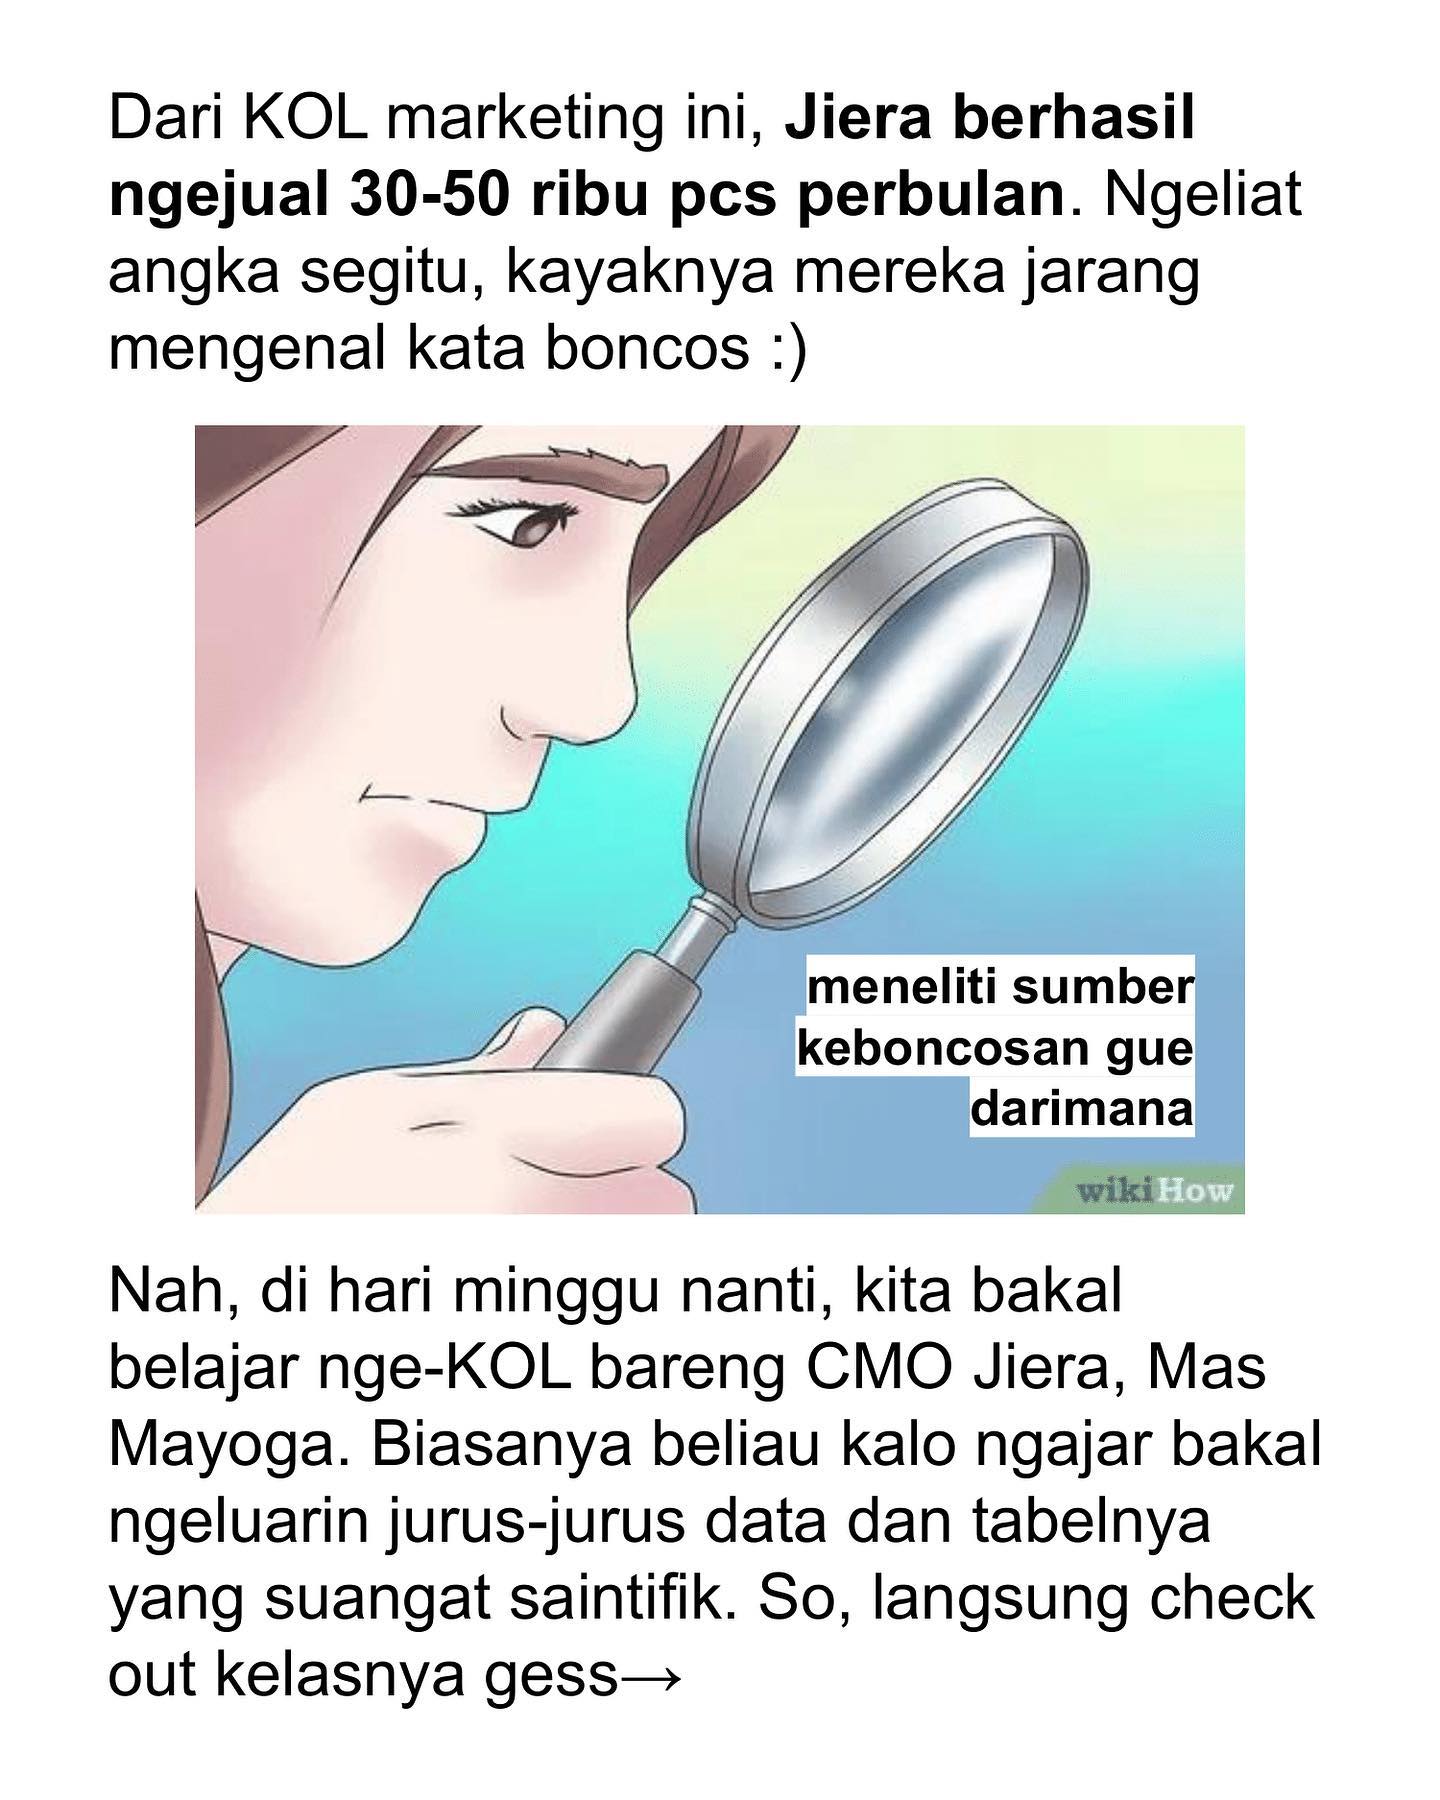 Dari KOL marketing ini, Jiera berhasil
ngejual 30-50 ribu pcs perbulan. Ngeliat
angka segitu, kayaknya mereka jarang
mengenal kata boncos :)
meneliti sumber
keboncosan gue
darimana
wikiHow
Nah, di hari minggu nanti, kita bakal
belajar nge-KOL bareng CMO Jiera, Mas
Mayoga. Biasanya beliau kalo ngajar bakal
ngeluarin jurus-jurus data dan tabelnya
yang suangat saintifik. So, langsung check
out kelasnya gess→